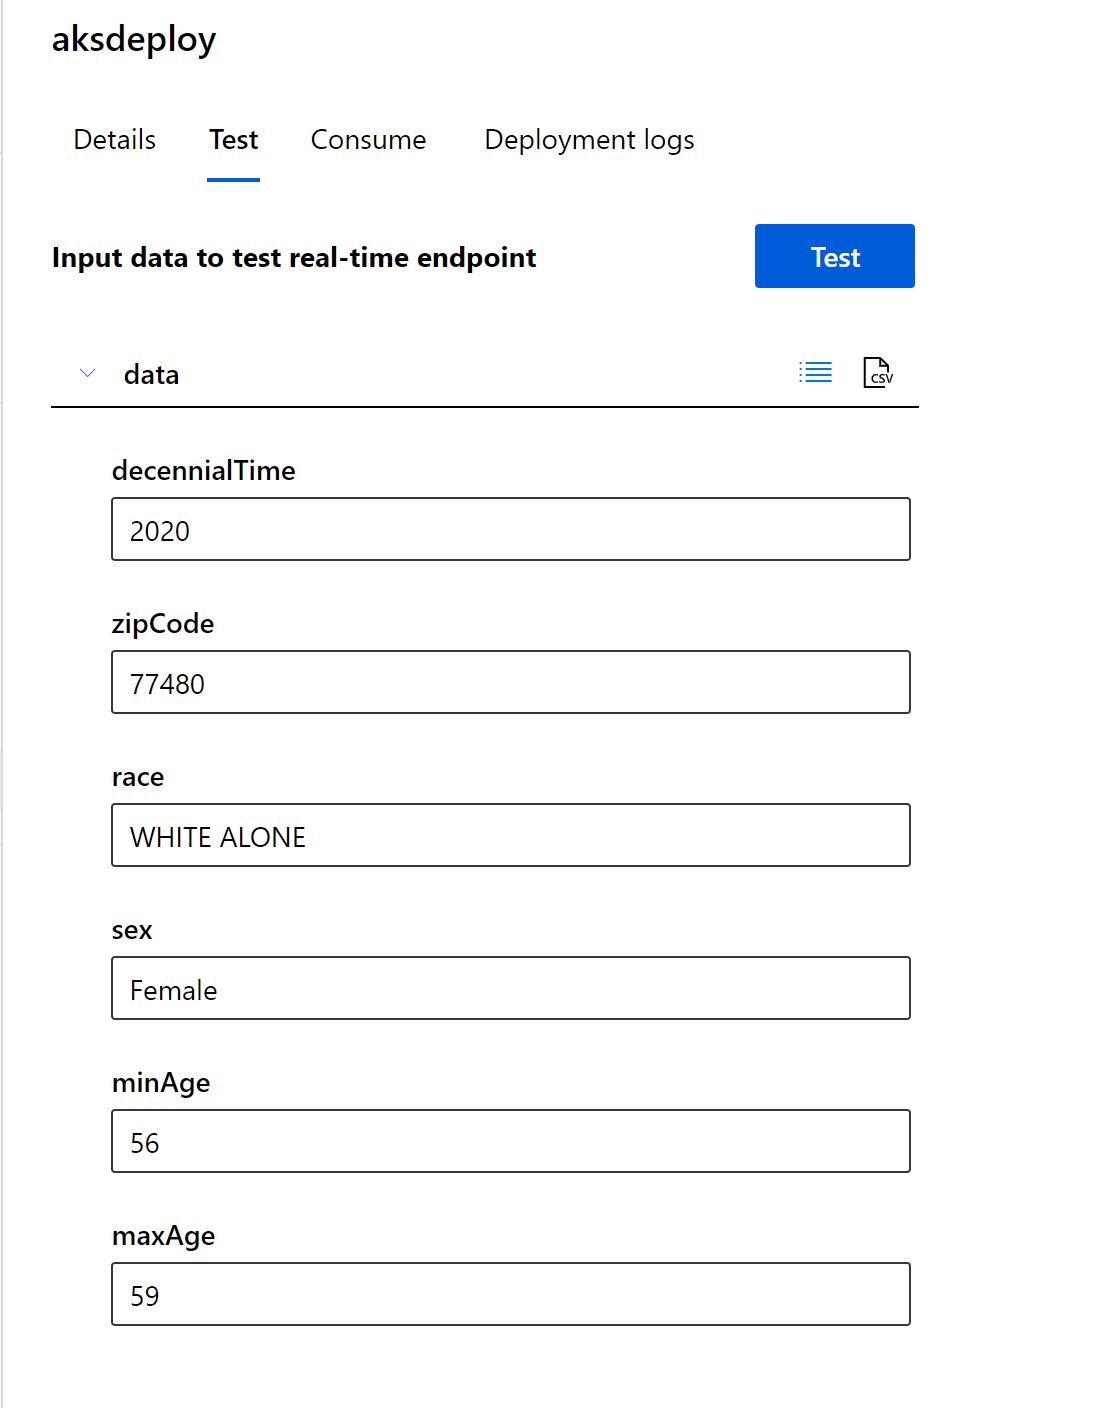 aksdeploy
Details Test Consume Deployment logs
Input data to test real-time endpoint Test
data CSV
decennialTime
2020
zipCode
77480
race
WHITE ALONE
sex
Female
minAge
56
maxAge
59